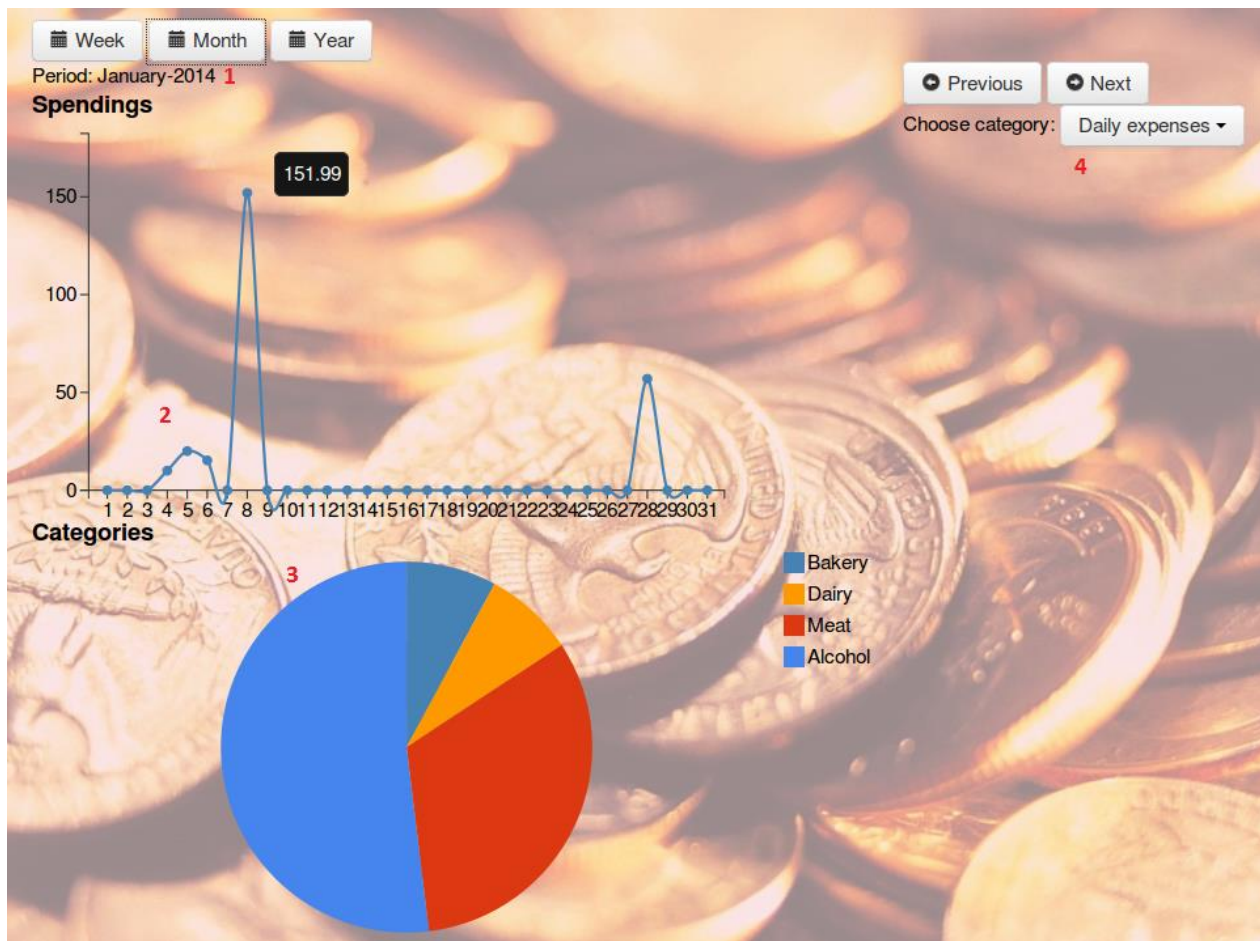 Week Month Year
Period: January-2014 1
Spendings
Previous Next
Choose category: Daily expenses
4
151.99
150
100
50
2
0
1 2 3 4 5 6 7 8 9 10 11 12 13 14 15 16 17 18 19 20 21 22 23 24 25 26 27 28 29 30 31
Categories
3
Bakery
Dairy
Meat
Alcohol